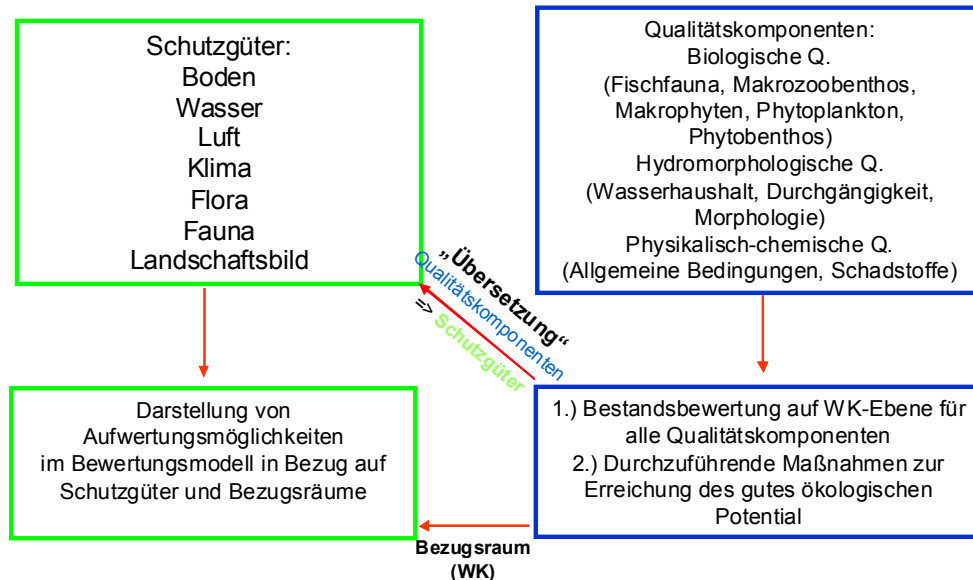 Schutzgüter:
Boden
Wasser
Luft
Klima
Flora
Fauna
Landschaftsbild
Qualitätskomponenten:
Biologische Q.
(Fischfauna, Makrozoobenthos,
Makrophyten, Phytoplankton,
Phytobenthos)
Hydromorphologische Q.
(Wasserhaushalt, Durchgängigkeit,
Morphologie)
Physikalisch-chemische Q.
(Allgemeine Bedingungen, Schadstoffe)
„Übersetzung“
Qualitätskomponenten
=> Schutzgüter
Darstellung von
Aufwertungsmöglichkeiten
im Bewertungsmodell in Bezug auf
Schutzgüter und Bezugsräume
1.) Bestandsbewertung auf WK-Ebene für
alle Qualitätskomponenten
2.) Durchzuführende Maßnahmen zur
Erreichung des gutes ökologischen
Potential
Bezugsraum
(WK)